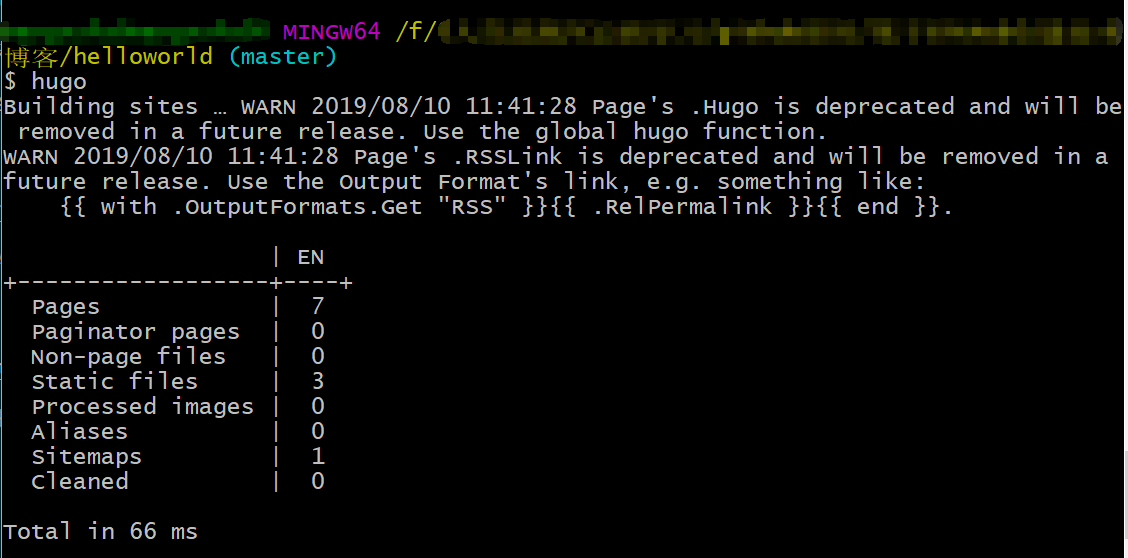 MINGW64 /f/
博客/helloworld (master)
$ hugo
Building sites … WARN 2019/08/10 11:41:28 Page's .Hugo is deprecated and will be
 removed in a future release. Use the global hugo function.
WARN 2019/08/10 11:41:28 Page's .RSSLink is deprecated and will be removed in a
future release. Use the Output Format's link, e.g. something like:
    {{ with .OutputFormats.Get "RSS" }}{{ .RelPermalink }}{{ end }}.

                   | EN
+------------------+----+
  Pages            |  7
  Paginator pages  |  0
  Non-page files   |  0
  Static files     |  3
  Processed images |  0
  Aliases          |  0
  Sitemaps         |  1
  Cleaned          |  0

Total in 66 ms